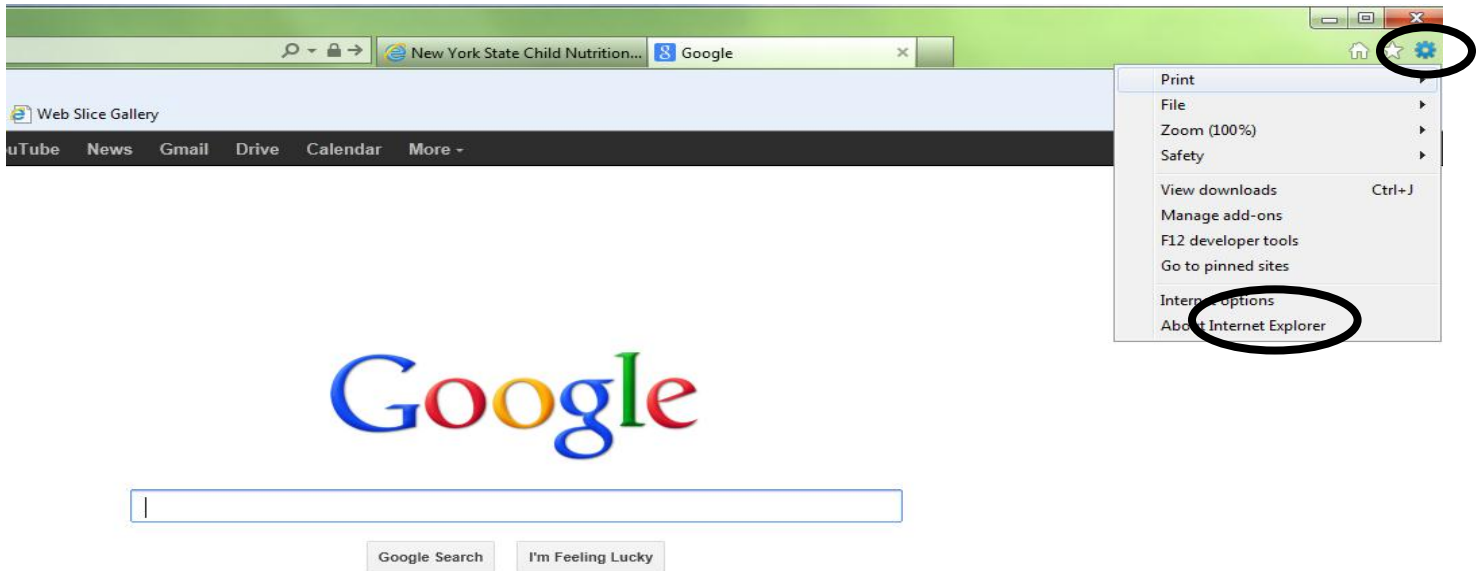 New York State Child Nutrition... Google
Print
File
Zoom (100%)
Safety
View downloads Ctrl+J
Manage add-ons
F12 developer tools
Go to pinned sites
Internet options
About Internet Explorer
Web Slice Gallery
uTube News Gmail Drive Calendar More
Google
Google Search I'm Feeling Lucky